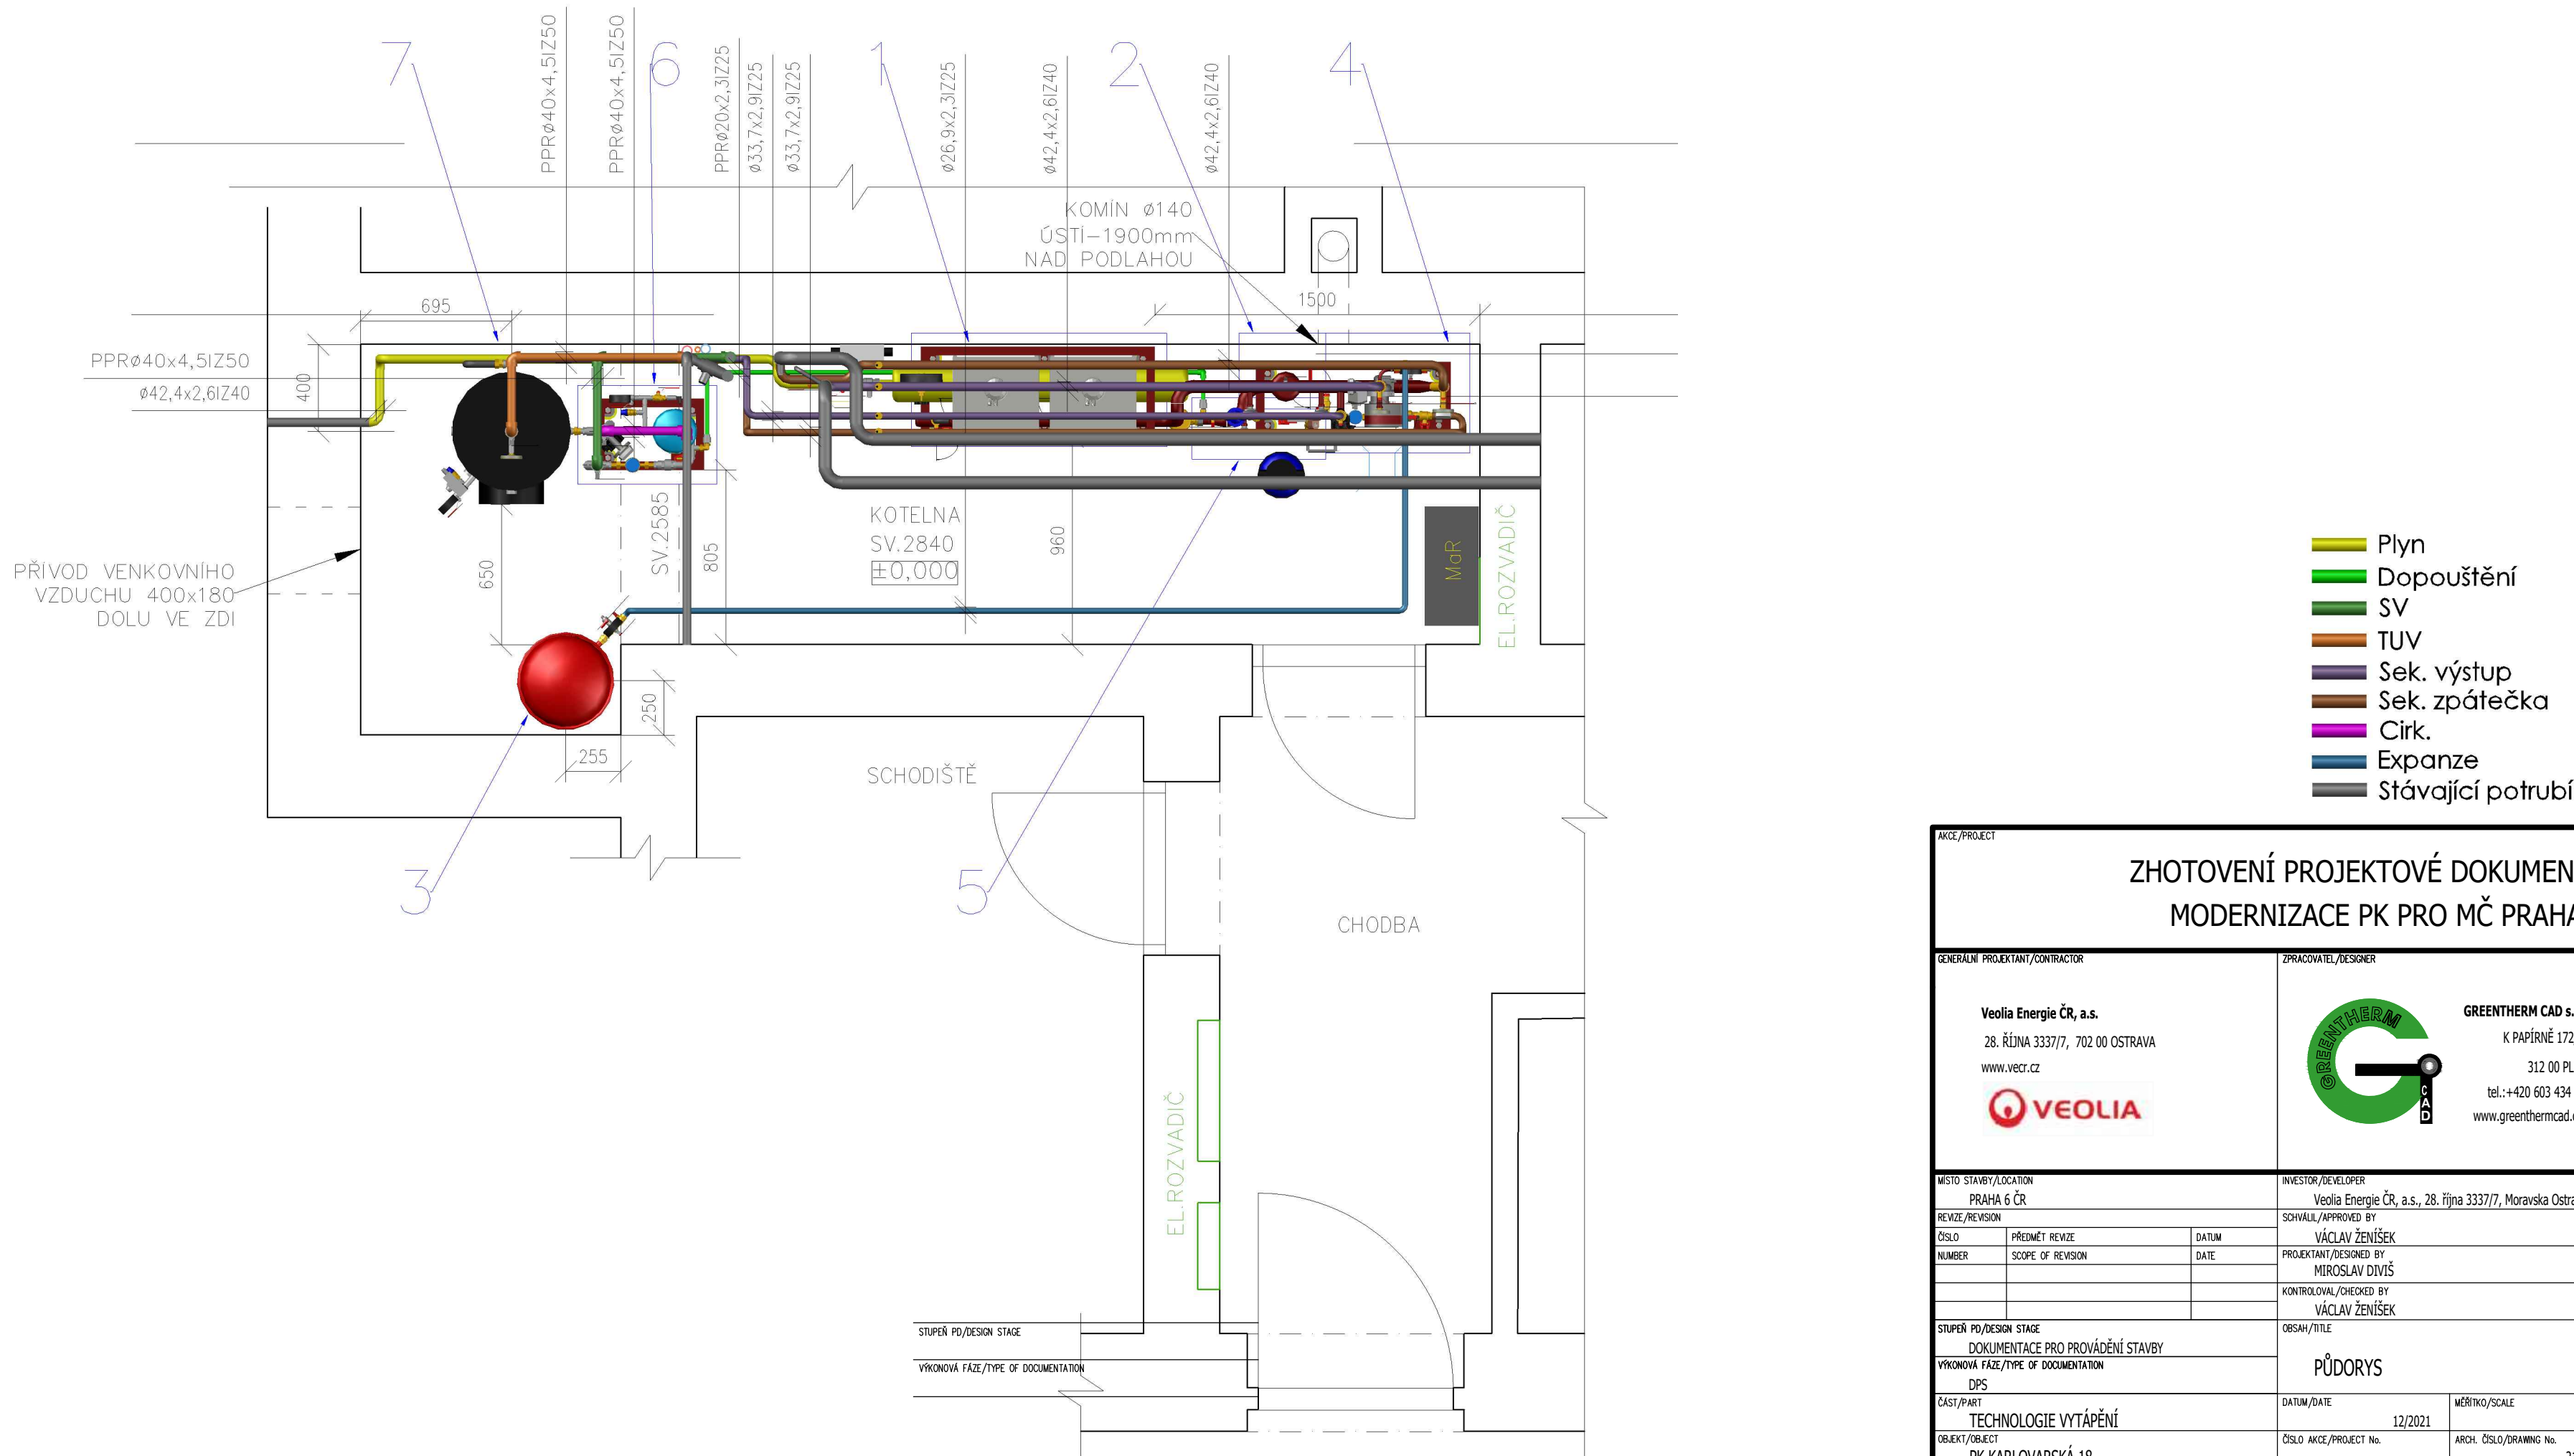 7
PPRø40x4,5IZ50
PPRø40x4,5IZ50
6
PPRø20x2,3IZ25
ø33,7x2,9IZ25
ø33,7x2,9IZ25
1
ø26,9x2,3IZ25
ø42,4x2,6IZ40
2
ø42,4x2,6IZ40
4
KOMÍN ø140
ÚSTÍ-1900mm
NAD PODLAHOU
695
1500
PPRø40x4,5IZ50
ø42,4x2,6IZ40
400
PŘÍVOD VENKOVNÍHO
VZDUCHU 400x180
DOLU VE ZDI
650
SV.2585
805
KOTELNA
SV.2840
±0,000
960
MaR
EL.ROZVADIČ
250
255
3
SCHODIŠTĚ
5
CHODBA
EL.ROZVADIČ
STUPEŇ PD/DESIGN STAGE
VÝKONOVÁ FÁZE/TYPE OF DOCUMENTATION
Plyn
Dopouštění
SV
TUV
Sek. výstup
Sek. zpátečka
Cirk.
Expanze
Stávající potrubí
AKCE/PROJECT
ZHOTOVENÍ PROJEKTOVÉ DOKUMEN
MODERNIZACE PK PRO MČ PRAHA
GENERÁLNÍ PROJEKTANT/CONTRACTOR
Veolia Energie ČR, a.s.
28. ŘÍJNA 3337/7, 702 00 OSTRAVA
www.vecr.cz
VEOLIA
ZPRACOVATEL/DESIGNER
GREENTHERM
CAD
GREENTHERM CAD s.
K PAPÍRNĚ 172
312 00 PL
tel.:+420 603 434
www.greenthermcad.
MÍSTO STAVBY/LOCATION
PRAHA 6 ČR
INVESTOR/DEVELOPER
Veolia Energie ČR, a.s., 28. října 3337/7, Moravska Ostra
REVIZE/REVISION
SCHVÁLIL/APPROVED BY
VÁCLAV ŽENÍŠEK
ČÍSLO PŘEDMĚT REVIZE DATUM
NUMBER SCOPE OF REVISION DATE
PROJEKTANT/DESIGNED BY
MIROSLAV DIVIŠ
KONTROLOVAL/CHECKED BY
VÁCLAV ŽENÍŠEK
STUPEŇ PD/DESIGN STAGE
DOKUMENTACE PRO PROVÁDĚNÍ STAVBY
VÝKONOVÁ FÁZE/TYPE OF DOCUMENTATION
DPS
OBSAH/TITLE
PŮDORYS
ČÁST/PART
TECHNOLOGIE VYTÁPĚNÍ
DATUM/DATE
12/2021
MĚŘÍTKO/SCALE
OBJEKT/OBJECT
PK KARLOVARSKÁ 18
ČÍSLO AKCE/PROJECT No.
ARCH. ČÍSLO/DRAWING No.